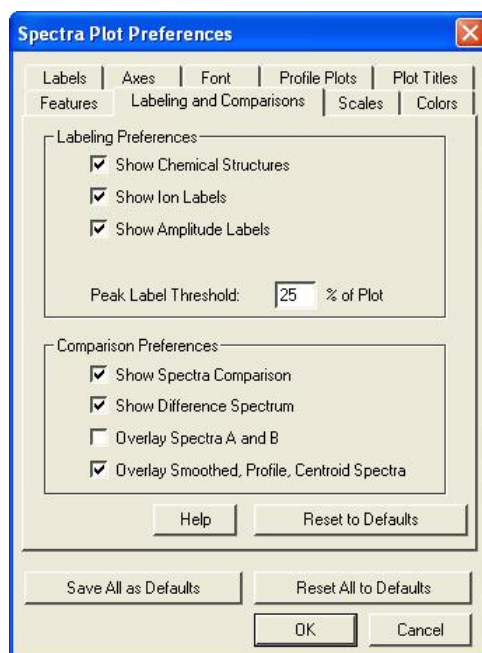 Spectra Plot Preferences
Labels Axes Font Profile Plots Plot Titles
Features Labeling and Comparisons Scales Colors
Labeling Preferences
Show Chemical Structures
Show Ion Labels
Show Amplitude Labels
Peak Label Threshold: 25 % of Plot
Comparison Preferences
Show Spectra Comparison
Show Difference Spectrum
Overlay Spectra A and B
Overlay Smoothed, Profile, Centroid Spectra
Help Reset to Defaults
Save All as Defaults Reset All to Defaults
OK Cancel